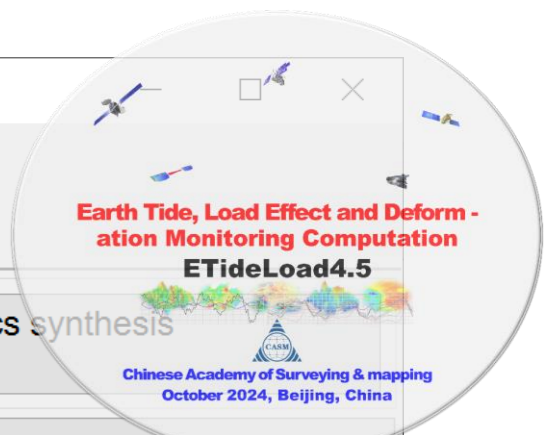 Earth Tide, Load Effect and Deform -
ation Monitoring Computation
ETideLoad4.5
cs synthesis
CASM
Chinese Academy of Surveying & mapping
October 2024, Beijing, China